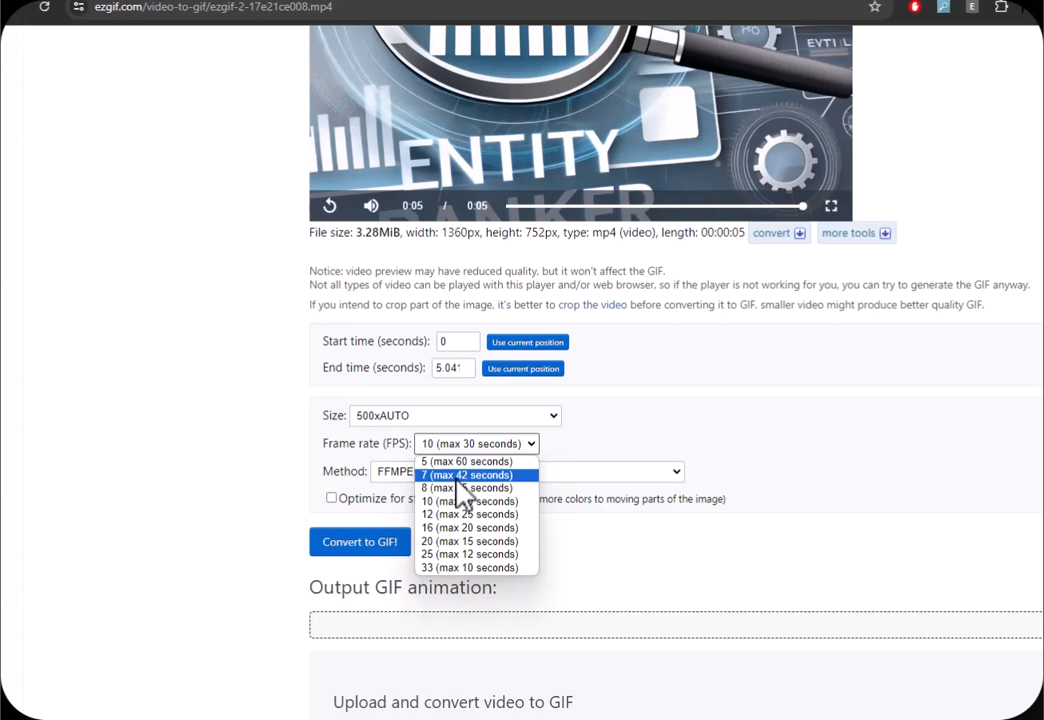 ezgif.com/video-to-gif/ezgif-2-17e21ce008.mp4
E
EVTI
ENTITY
RANKER
0:05 / 0:05
File size: 3.28MiB, width: 1360px, height: 752px, type: mp4 (video), length: 00:00:05 convert more tools
Notice: video preview may have reduced quality, but it won't affect the GIF.
Not all types of video can be played with this player and/or web browser, so if the player is not working for you, you can try to generate the GIF anyway.
If you intend to crop part of the image, it's better to crop the video before converting it to GIF, smaller video might produce better quality GIF.
Start time (seconds): 0 Use current position
End time (seconds): 5.041 Use current position
Size: 500xAUTO
Frame rate (FPS): 10 (max 30 seconds)
5 (max 60 seconds)
Method: FFMPE
7 (max 42 seconds)
8 (max seconds)
Optimize for st more colors to moving parts of the image)
10 (max seconds)
12 (max 25 seconds)
16 (max 20 seconds)
Convert to GIF!
20 (max 15 seconds)
25 (max 12 seconds)
33 (max 10 seconds)
Output GIF animation:
Upload and convert video to GIF